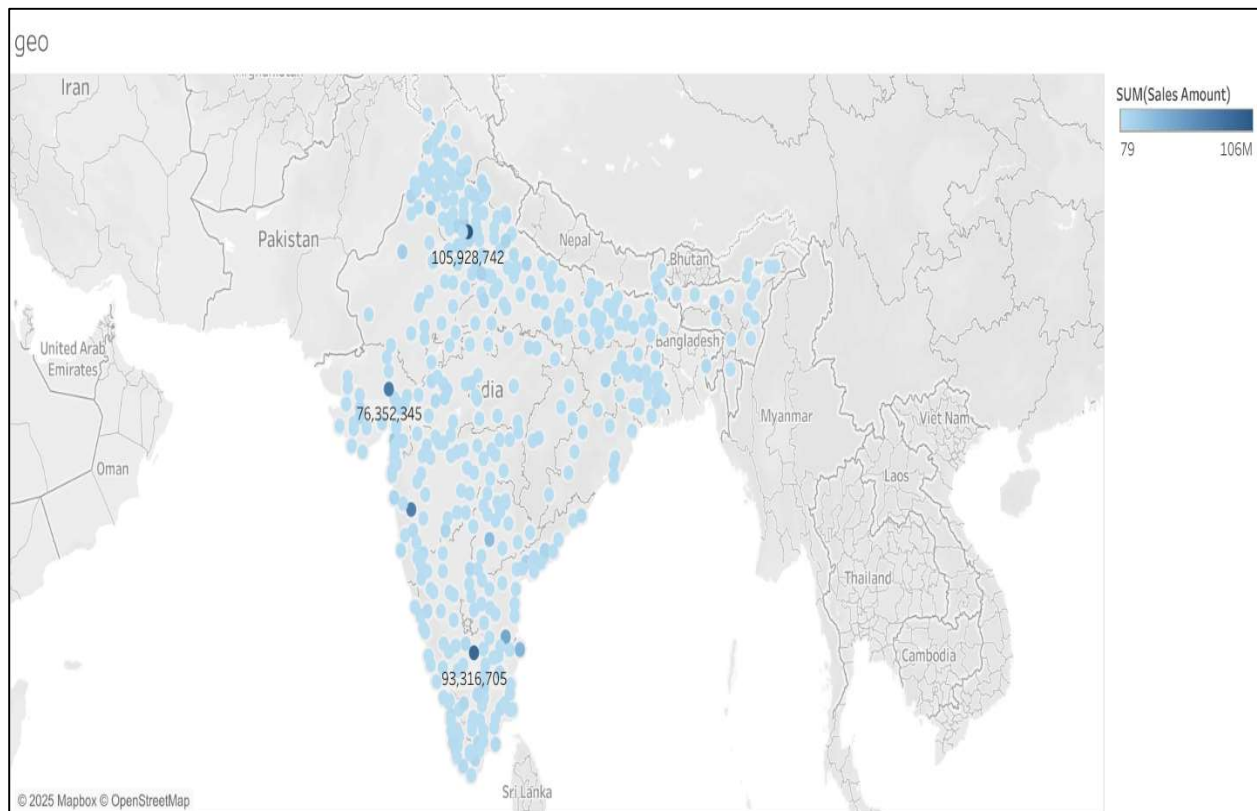 geo
Iran
SUM(Sales Amount)
79 106M
Pakistan
Nepal
Bhutan
105,928,742
United Arab
Emirates
Bangladesh
dia
76,352,345
Myanmar
Viet Nam
Oman
Laos
Thailand
Cambodia
93,316,705
Sri Lanka
© 2025 Mapbox © OpenStreetMap